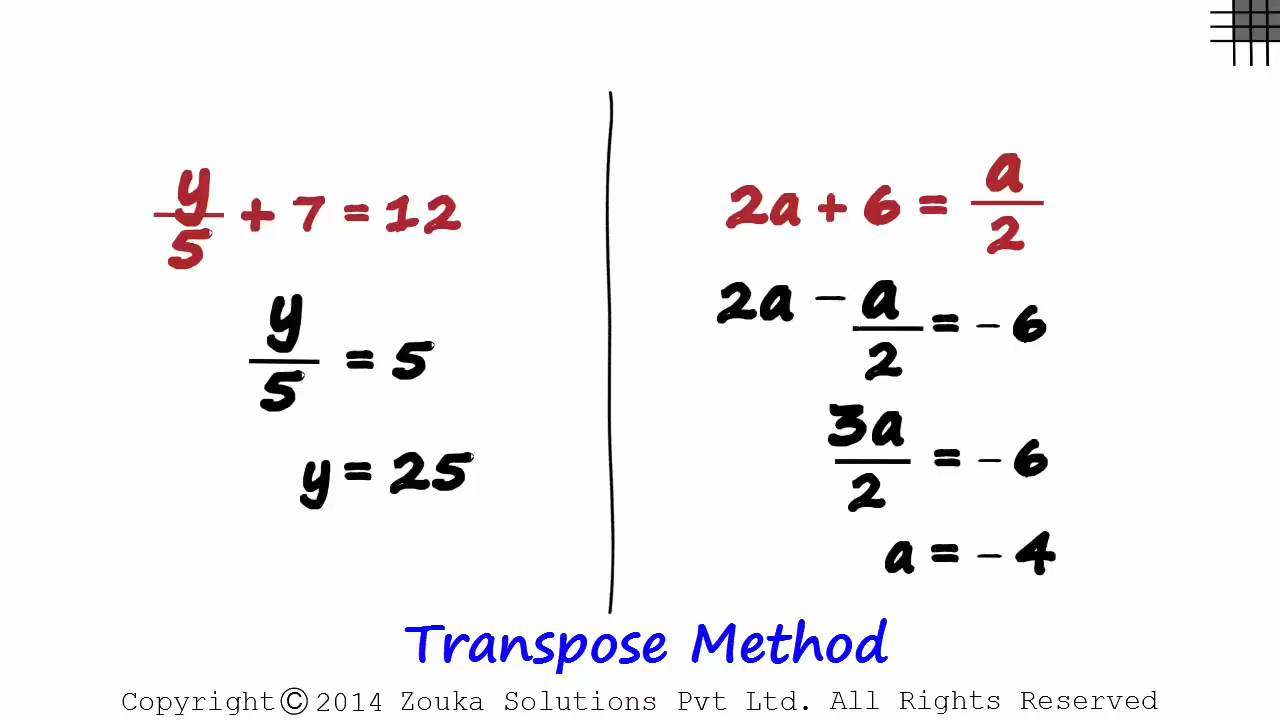 y/5 + 7 = 12
y/5 = 5
y = 25
2a + 6 = a/2
2a – a/2 = – 6
3a/2 = – 6
a = – 4
Transpose Method
Copyright©2014 Zouka Solutions Pvt Ltd. All Rights Reserved